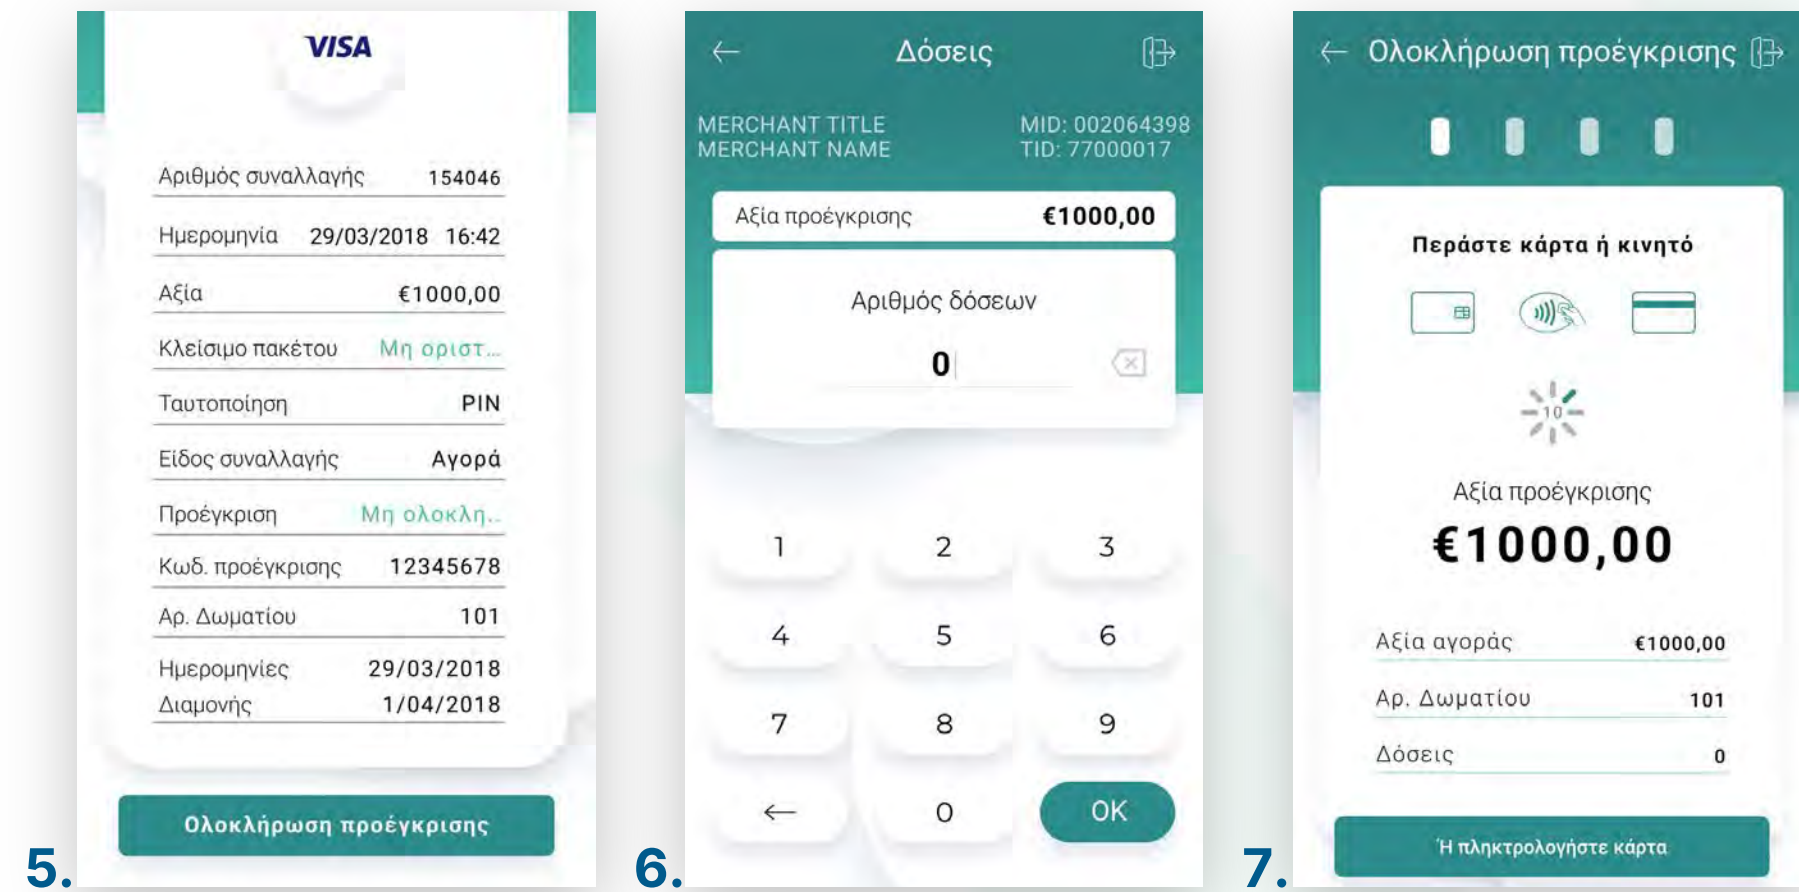 VISA
Αριθμός συναλλαγής 154046
Ημερομηνία 29/03/2018 16:42
Αξία €1000,00
Κλείσιμο πακέτου Μη οριστ...
Ταυτοποίηση PIN
Είδος συναλλαγής Αγορά
Προέγκριση Μη ολοκλη..
Κωδ. προέγκρισης 12345678
Αρ. Δωματίου 101
Ημερομηνίες 29/03/2018
Διαμονής 1/04/2018
Ολοκλήρωση προέγκρισης
5.
Δόσεις
MERCHANT TITLE MID: 002064398
MERCHANT NAME TID: 77000017
Αξία προέγκρισης €1000,00
Αριθμός δόσεων
0
1 2 3
4 5 6
7 8 9
← 0 OK
6.
← Ολοκλήρωση προέγκρισης
Περάστε κάρτα ή κινητό
10
Αξία προέγκρισης
€1000,00
Αξία αγοράς €1000,00
Αρ. Δωματίου 101
Δόσεις 0
Ή πληκτρολογήστε κάρτα
7.